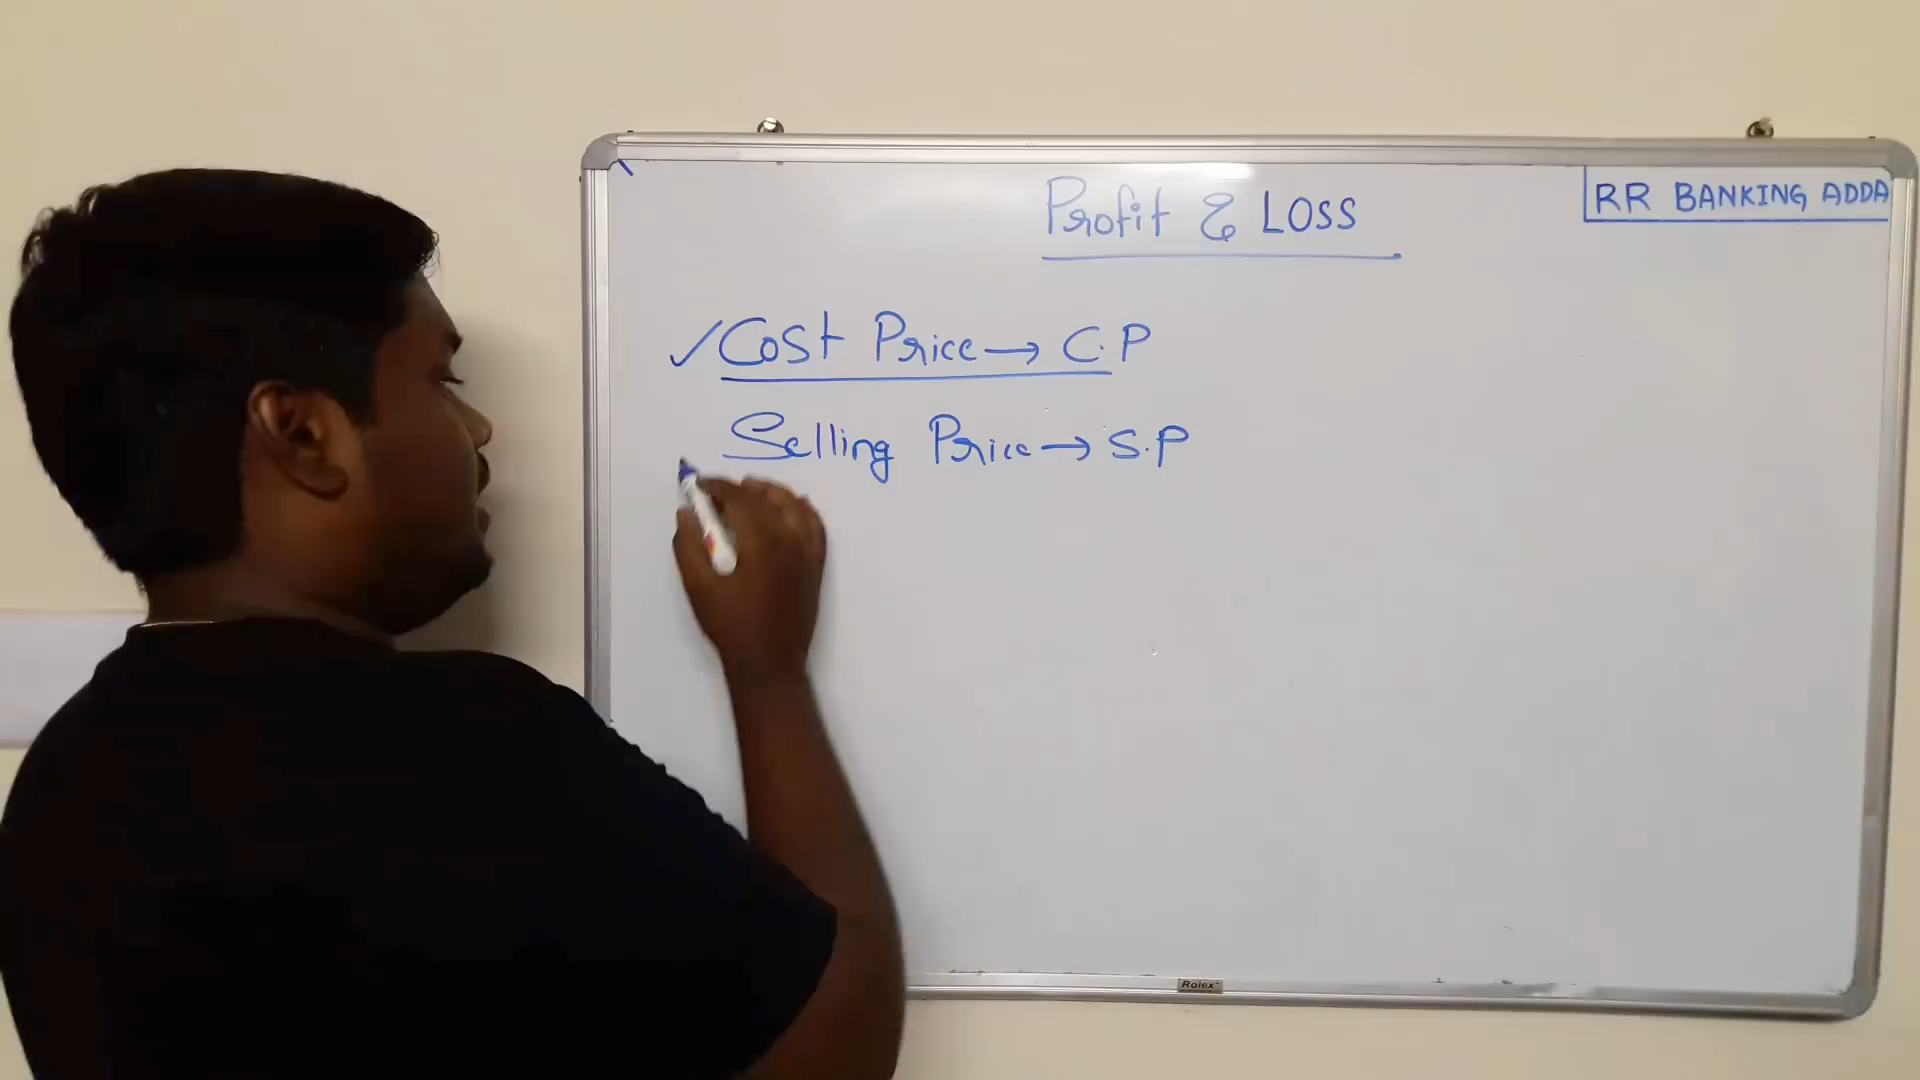 Profit & LOSS
RR BANKING ADDA
✓ Cost Price → C.P
Selling Price → S.P
Rolex